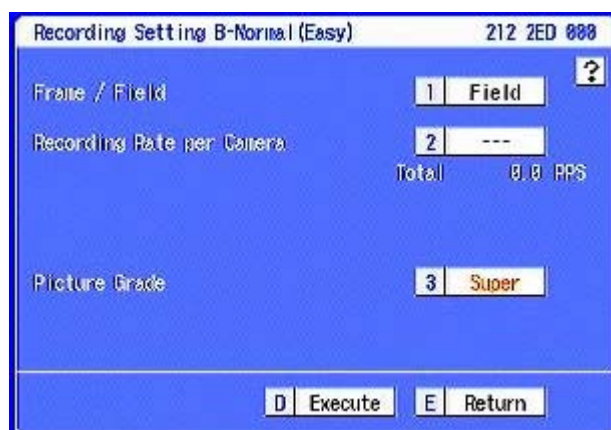 Recording Setting B-Normal(Easy) 212 2ED 000
?
Frame / Field 1 Field
Recording Rate per Camera 2 ---
Total 0.0 PPS
Picture Grade 3 Super
D Execute E Return